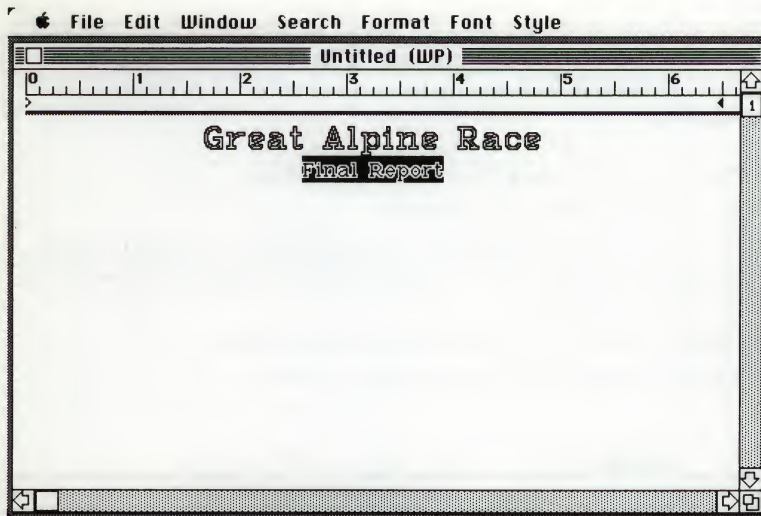 File Edit Window Search Format Font Style
Untitled (WP)
0 1 2 3 4 5 6
1
Great Alpine Race
Final Report